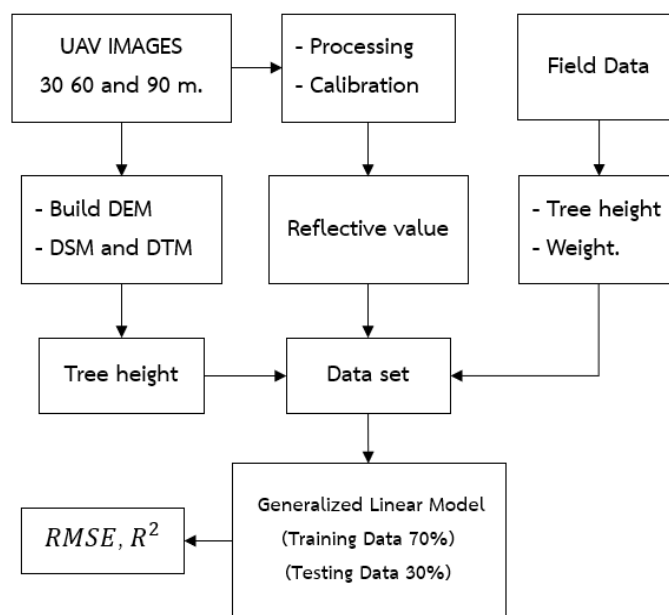 UAV IMAGES
30 60 and 90 m.
- Processing
- Calibration
Field Data
- Build DEM
- DSM and DTM
Reflective value
- Tree height
- Weight.
Tree height
Data set
Generalized Linear Model
(Training Data 70%)
(Testing Data 30%)
RMSE, R²